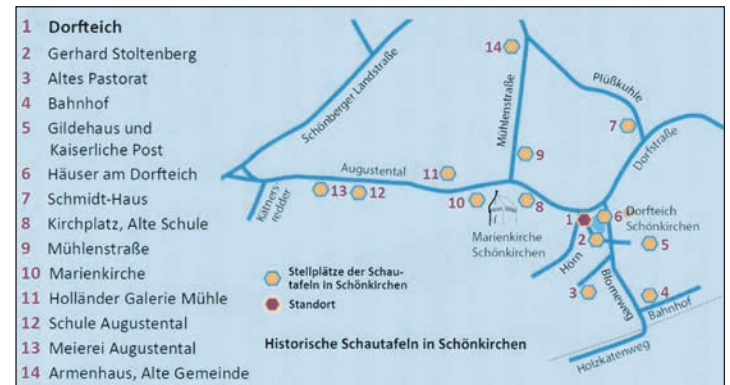 1 Dorfteich
2 Gerhard Stoltenberg
3 Altes Pastorat
4 Bahnhof
5 Gildehaus und
Kaiserliche Post
6 Häuser am Dorfteich
7 Schmidt-Haus
8 Kirchplatz, Alte Schule
9 Mühlenstraße
10 Marienkirche
11 Holländer Galerie Mühle
12 Schule Augustental
13 Meierei Augustental
14 Armenhaus, Alte Gemeinde
Schönberger Landstraße
14
Mühlenstraße
Plüßkuhle
7
Dorfstraße
9
Augustental
11
Kätners-
redder
13
12
10
8
Marienkirche
Schönkirchen
1
6
Dorfteich
Schönkirchen
2
5
Horn
Blomeweg
3
4
Bahnhof
Holzkatenweg
Stellplätze der Schau-
tafeln in Schönkirchen
Standort
Historische Schautafeln in Schönkirchen